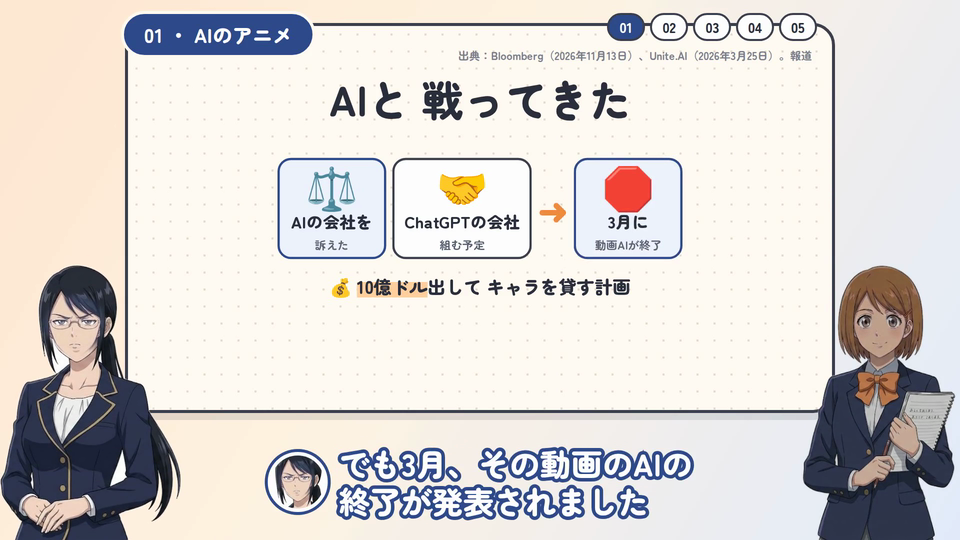 01 ・ AIのアニメ
01 02 03 04 05
出典：Bloomberg（2026年11月13日）、Unite.AI（2026年3月25日）。報道
AIと 戦ってきた
AIの会社を
訴えた
ChatGPTの会社
組む予定
3月に
動画AIが終了
10億ドル出して キャラを貸す計画
でも3月、その動画のAIの
終了が発表されました